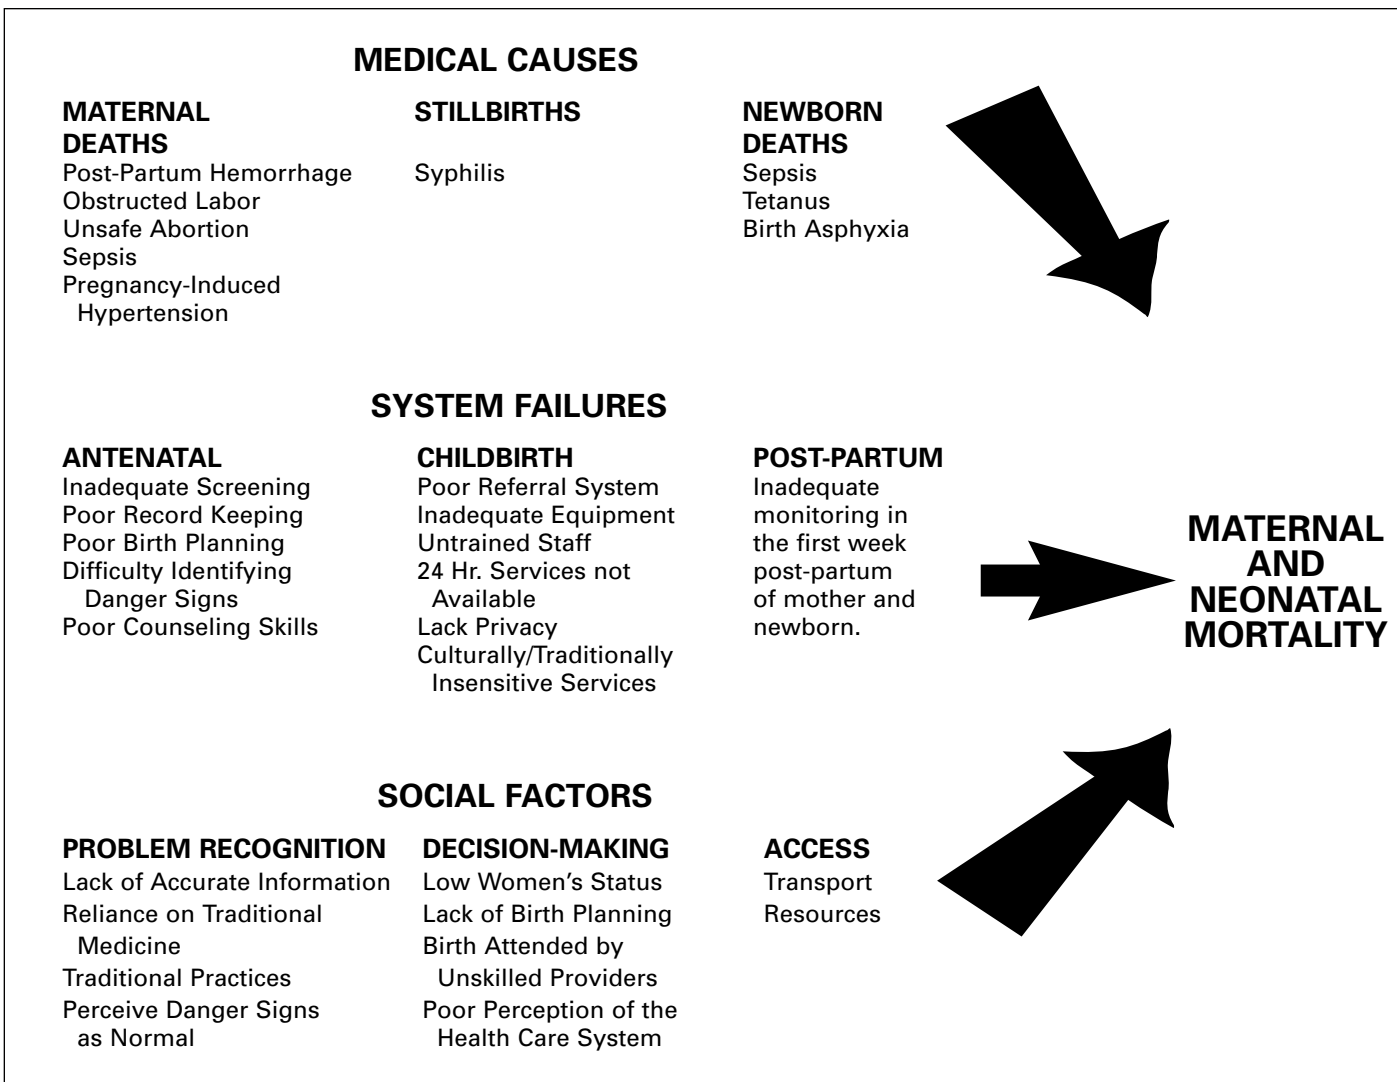 MEDICAL CAUSES
MATERNAL
DEATHS
Post-Partum Hemorrhage
Obstructed Labor
Unsafe Abortion
Sepsis
Pregnancy-Induced
Hypertension
STILLBIRTHS
Syphilis
NEWBORN
DEATHS
Sepsis
Tetanus
Birth Asphyxia
SYSTEM FAILURES
ANTENATAL
Inadequate Screening
Poor Record Keeping
Poor Birth Planning
Difficulty Identifying
Danger Signs
Poor Counseling Skills
CHILDBIRTH
Poor Referral System
Inadequate Equipment
Untrained Staff
24 Hr. Services not
Available
Lack Privacy
Culturally/Traditionally
Insensitive Services
POST-PARTUM
Inadequate
monitoring in
the first week
post-partum
of mother and
newborn.
MATERNAL
AND
NEONATAL
MORTALITY
SOCIAL FACTORS
PROBLEM RECOGNITION
Lack of Accurate Information
Reliance on Traditional
Medicine
Traditional Practices
Perceive Danger Signs
as Normal
DECISION-MAKING
Low Women's Status
Lack of Birth Planning
Birth Attended by
Unskilled Providers
Poor Perception of the
Health Care System
ACCESS
Transport
Resources